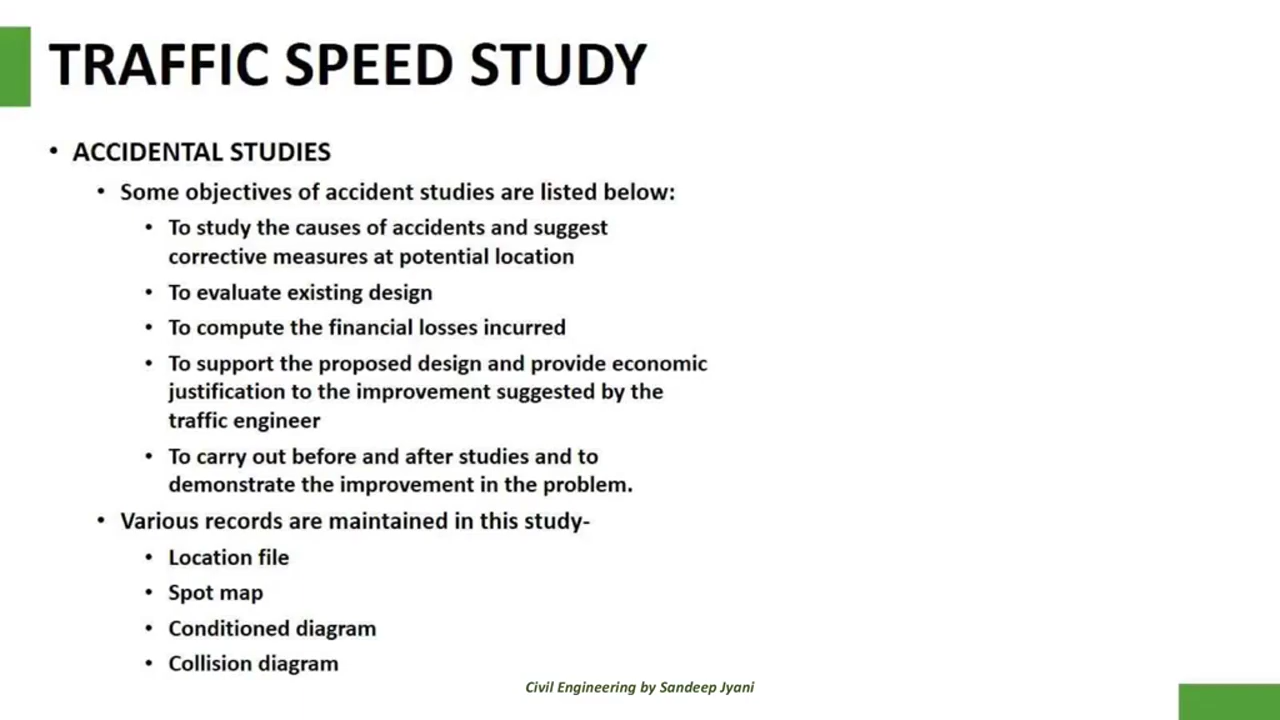 TRAFFIC SPEED STUDY
• ACCIDENTAL STUDIES
• Some objectives of accident studies are listed below:
• To study the causes of accidents and suggest
corrective measures at potential location
• To evaluate existing design
• To compute the financial losses incurred
• To support the proposed design and provide economic
justification to the improvement suggested by the
traffic engineer
• To carry out before and after studies and to
demonstrate the improvement in the problem.
• Various records are maintained in this study-
• Location file
• Spot map
• Conditioned diagram
• Collision diagram
Civil Engineering by Sandeep Jyani